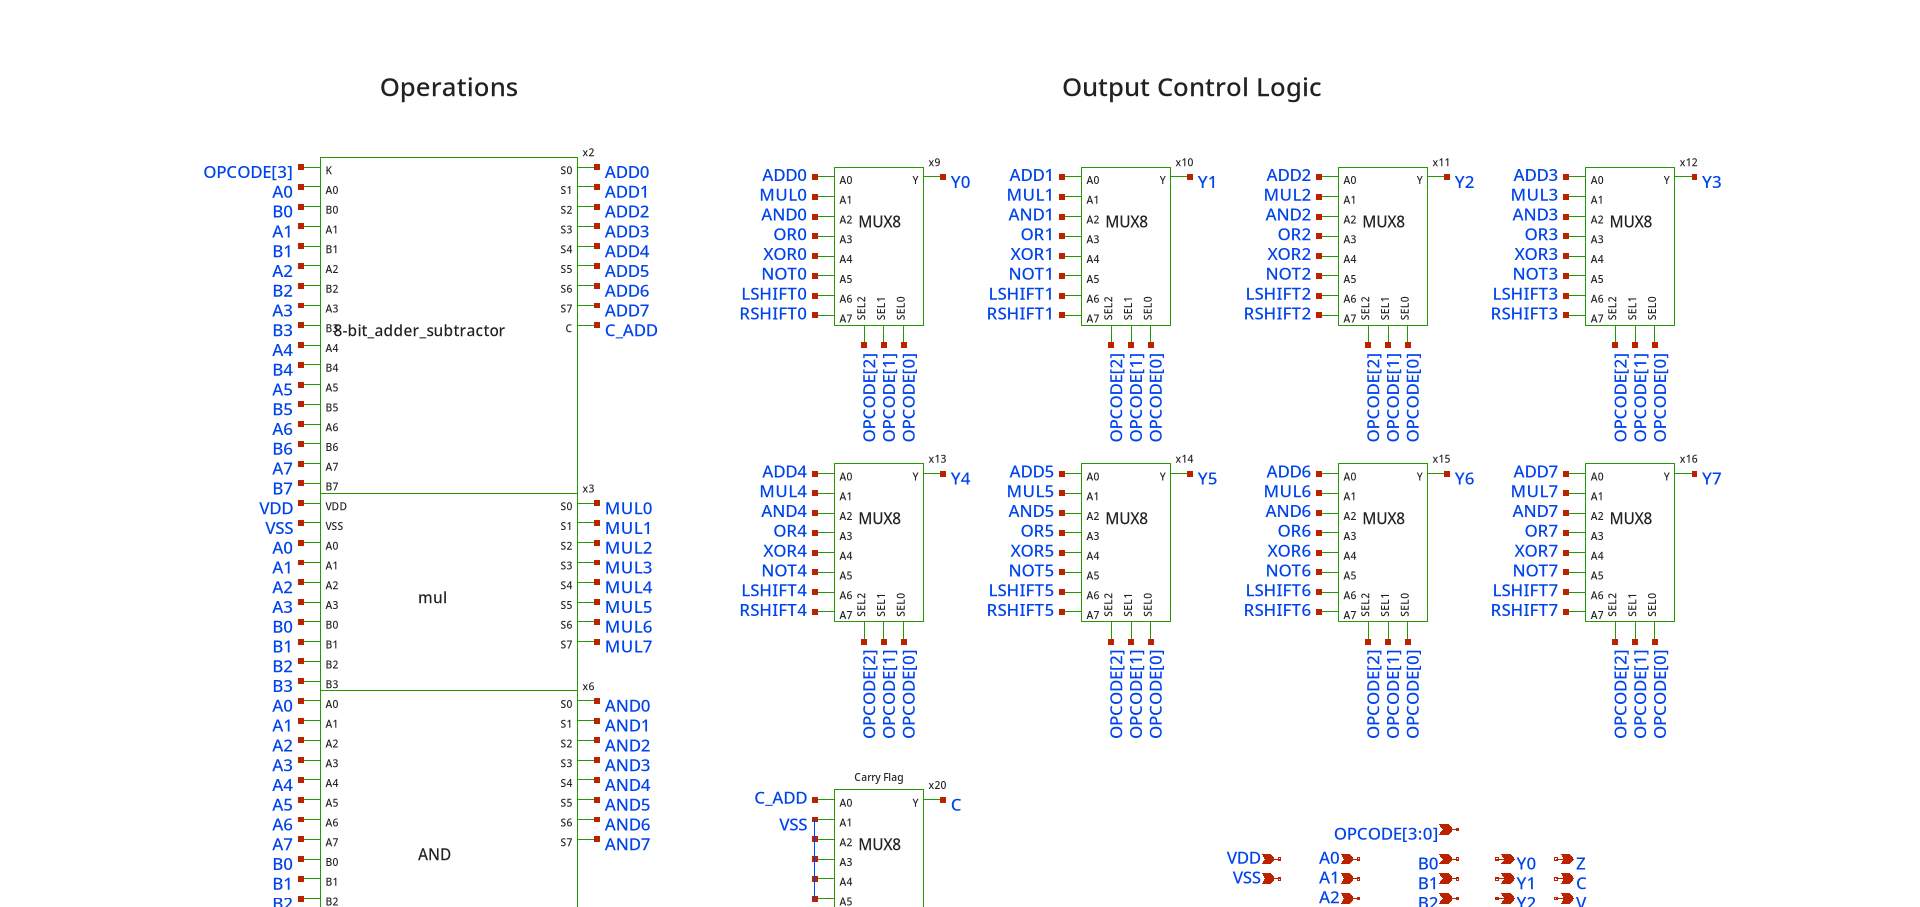 Operations
Output Control Logic
x2
OPCODE[3] K S0 ADD0
A0 A0 S1 ADD1
B0 B0 S2 ADD2
A1 A1 S3 ADD3
B1 B1 S4 ADD4
A2 A2 S5 ADD5
B2 B2 S6 ADD6
A3 A3 S7 ADD7
B3 B3 8-bit_adder_subtractor C C_ADD
A4 A4
B4 B4
A5 A5
B5 B5
A6 A6
B6 B6
A7 A7
B7 B7
x3
VDD VDD S0 MUL0
VSS VSS S1 MUL1
A0 A0 S2 MUL2
A1 A1 S3 MUL3
A2 A2 S4 MUL4
A3 A3 mul S5 MUL5
B0 B0 S6 MUL6
B1 B1 S7 MUL7
B2 B2
B3 B3
x6
A0 A0 S0 AND0
A1 A1 S1 AND1
A2 A2 S2 AND2
A3 A3 S3 AND3
A4 A4 S4 AND4
A5 A5 S5 AND5
A6 A6 S6 AND6
A7 A7 S7 AND7
B0 B0 AND
B1 B1
B2 B2
x9
ADD0 A0 Y Y0
MUL0 A1
AND0 A2 MUX8
OR0 A3
XOR0 A4
NOT0 A5
LSHIFT0 A6
RSHIFT0 A7
SEL2 SEL1 SEL0
OPCODE[2] OPCODE[1] OPCODE[0]
x10
ADD1 A0 Y Y1
MUL1 A1
AND1 A2 MUX8
OR1 A3
XOR1 A4
NOT1 A5
LSHIFT1 A6
RSHIFT1 A7
SEL2 SEL1 SEL0
OPCODE[2] OPCODE[1] OPCODE[0]
x11
ADD2 A0 Y Y2
MUL2 A1
AND2 A2 MUX8
OR2 A3
XOR2 A4
NOT2 A5
LSHIFT2 A6
RSHIFT2 A7
SEL2 SEL1 SEL0
OPCODE[2] OPCODE[1] OPCODE[0]
x12
ADD3 A0 Y Y3
MUL3 A1
AND3 A2 MUX8
OR3 A3
XOR3 A4
NOT3 A5
LSHIFT3 A6
RSHIFT3 A7
SEL2 SEL1 SEL0
OPCODE[2] OPCODE[1] OPCODE[0]
x13
ADD4 A0 Y Y4
MUL4 A1
AND4 A2 MUX8
OR4 A3
XOR4 A4
NOT4 A5
LSHIFT4 A6
RSHIFT4 A7
SEL2 SEL1 SEL0
OPCODE[2] OPCODE[1] OPCODE[0]
x14
ADD5 A0 Y Y5
MUL5 A1
AND5 A2 MUX8
OR5 A3
XOR5 A4
NOT5 A5
LSHIFT5 A6
RSHIFT5 A7
SEL2 SEL1 SEL0
OPCODE[2] OPCODE[1] OPCODE[0]
x15
ADD6 A0 Y Y6
MUL6 A1
AND6 A2 MUX8
OR6 A3
XOR6 A4
NOT6 A5
LSHIFT6 A6
RSHIFT6 A7
SEL2 SEL1 SEL0
OPCODE[2] OPCODE[1] OPCODE[0]
x16
ADD7 A0 Y Y7
MUL7 A1
AND7 A2 MUX8
OR7 A3
XOR7 A4
NOT7 A5
LSHIFT7 A6
RSHIFT7 A7
SEL2 SEL1 SEL0
OPCODE[2] OPCODE[1] OPCODE[0]
Carry Flag
x20
C_ADD A0 Y C
VSS A1
A2 MUX8
A3
A4
A5
OPCODE[3:0]
VDD A0 B0 Y0 Z
VSS A1 B1 Y1 C
A2 B2 Y2 V